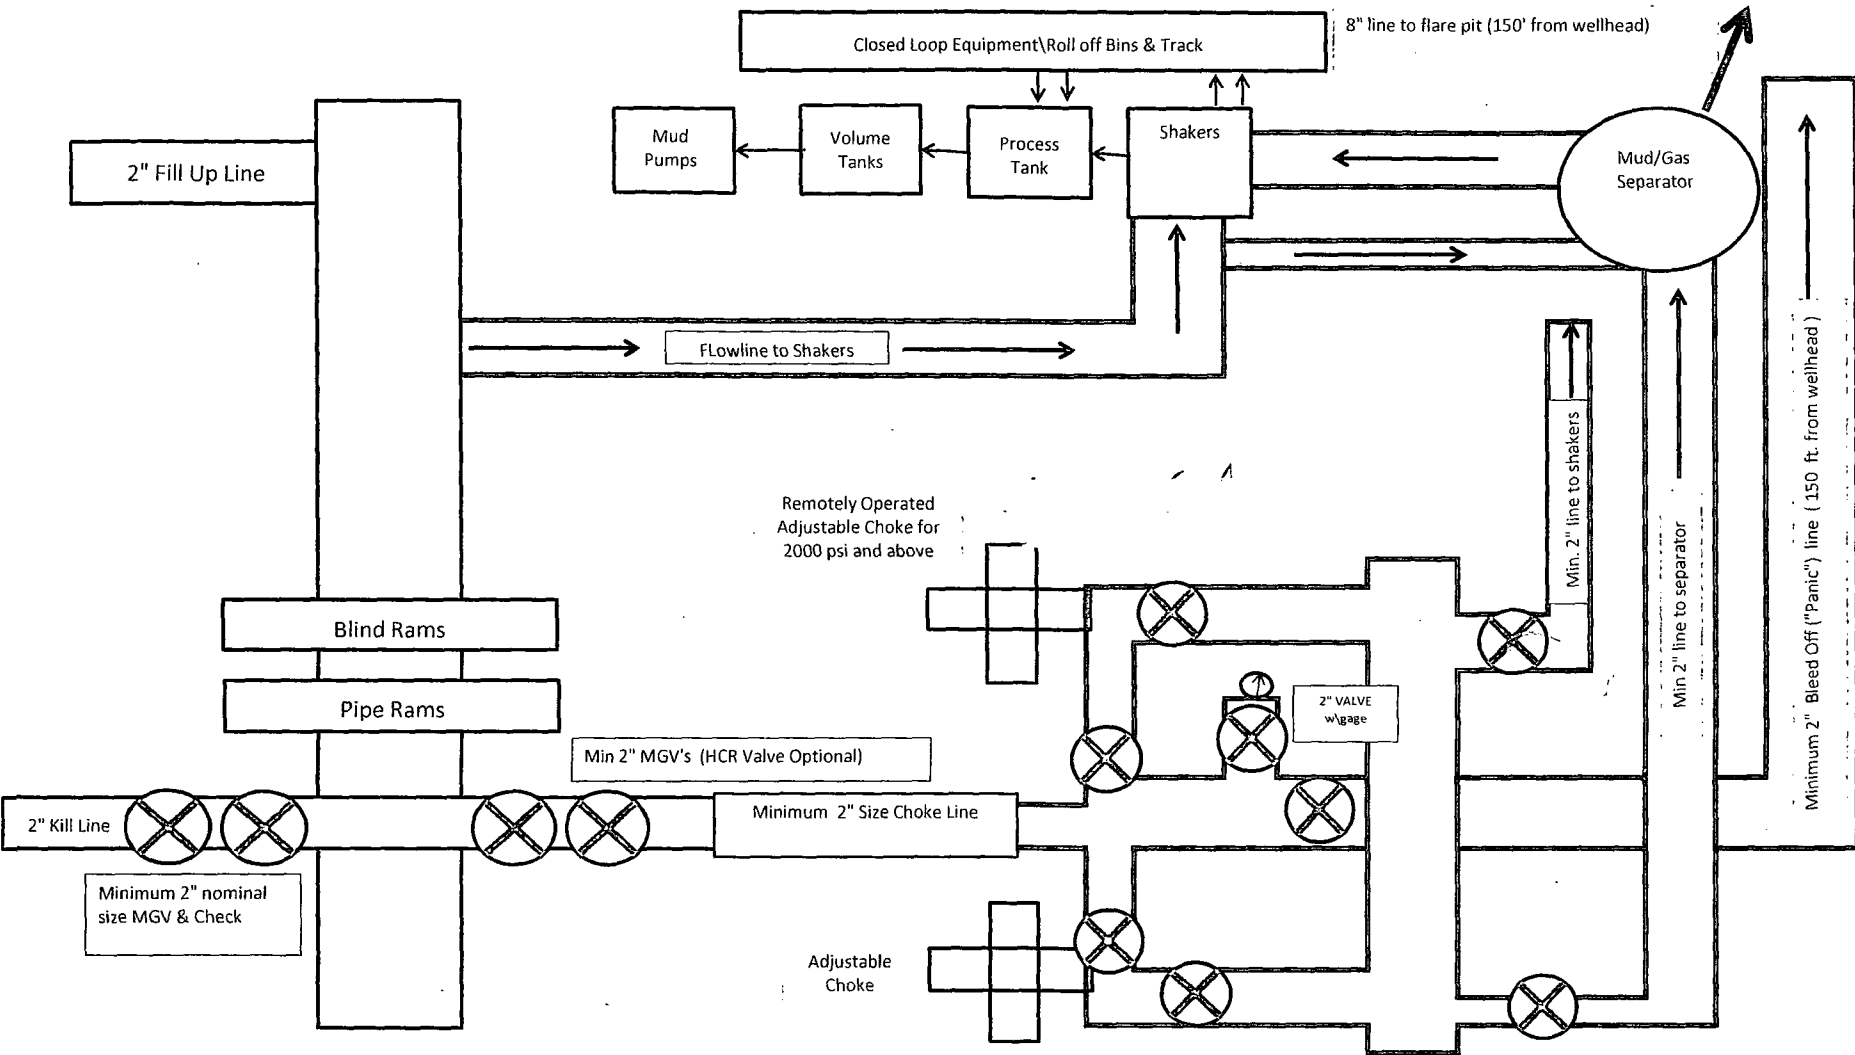 8" line to flare pit (150' from wellhead)
Closed Loop Equipment\Roll off Bins & Track
Mud
Pumps
Volume
Tanks
Process
Tank
Shakers
Mud/Gas
Separator
2" Fill Up Line
FLowline to Shakers
Min. 2" line to shakers
Min 2" line to separator
Minimum 2" Bleed Off ("Panic") line ( 150 ft. from wellhead )
Remotely Operated
Adjustable Choke for
2000 psi and above
Blind Rams
Pipe Rams
2" VALVE
w\gage
Min 2" MGV's (HCR Valve Optional)
2" Kill Line
Minimum 2" Size Choke Line
Minimum 2" nominal
size MGV & Check
Adjustable
Choke